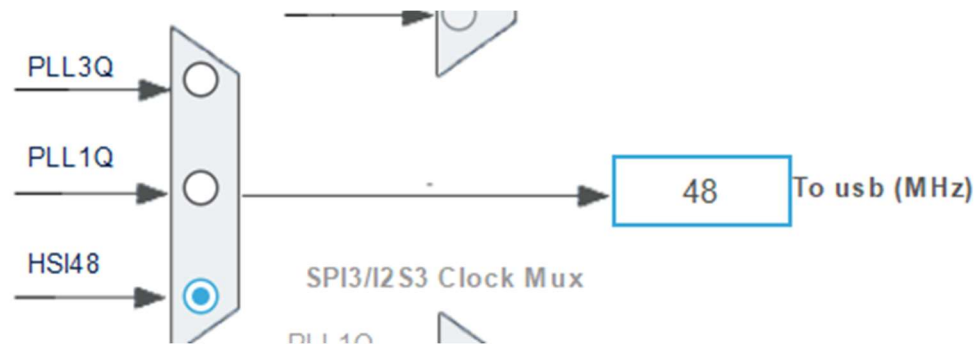 PLL3Q
PLL1Q
48
To usb (MHz)
HSI48
SPI3/I2S3 Clock Mux